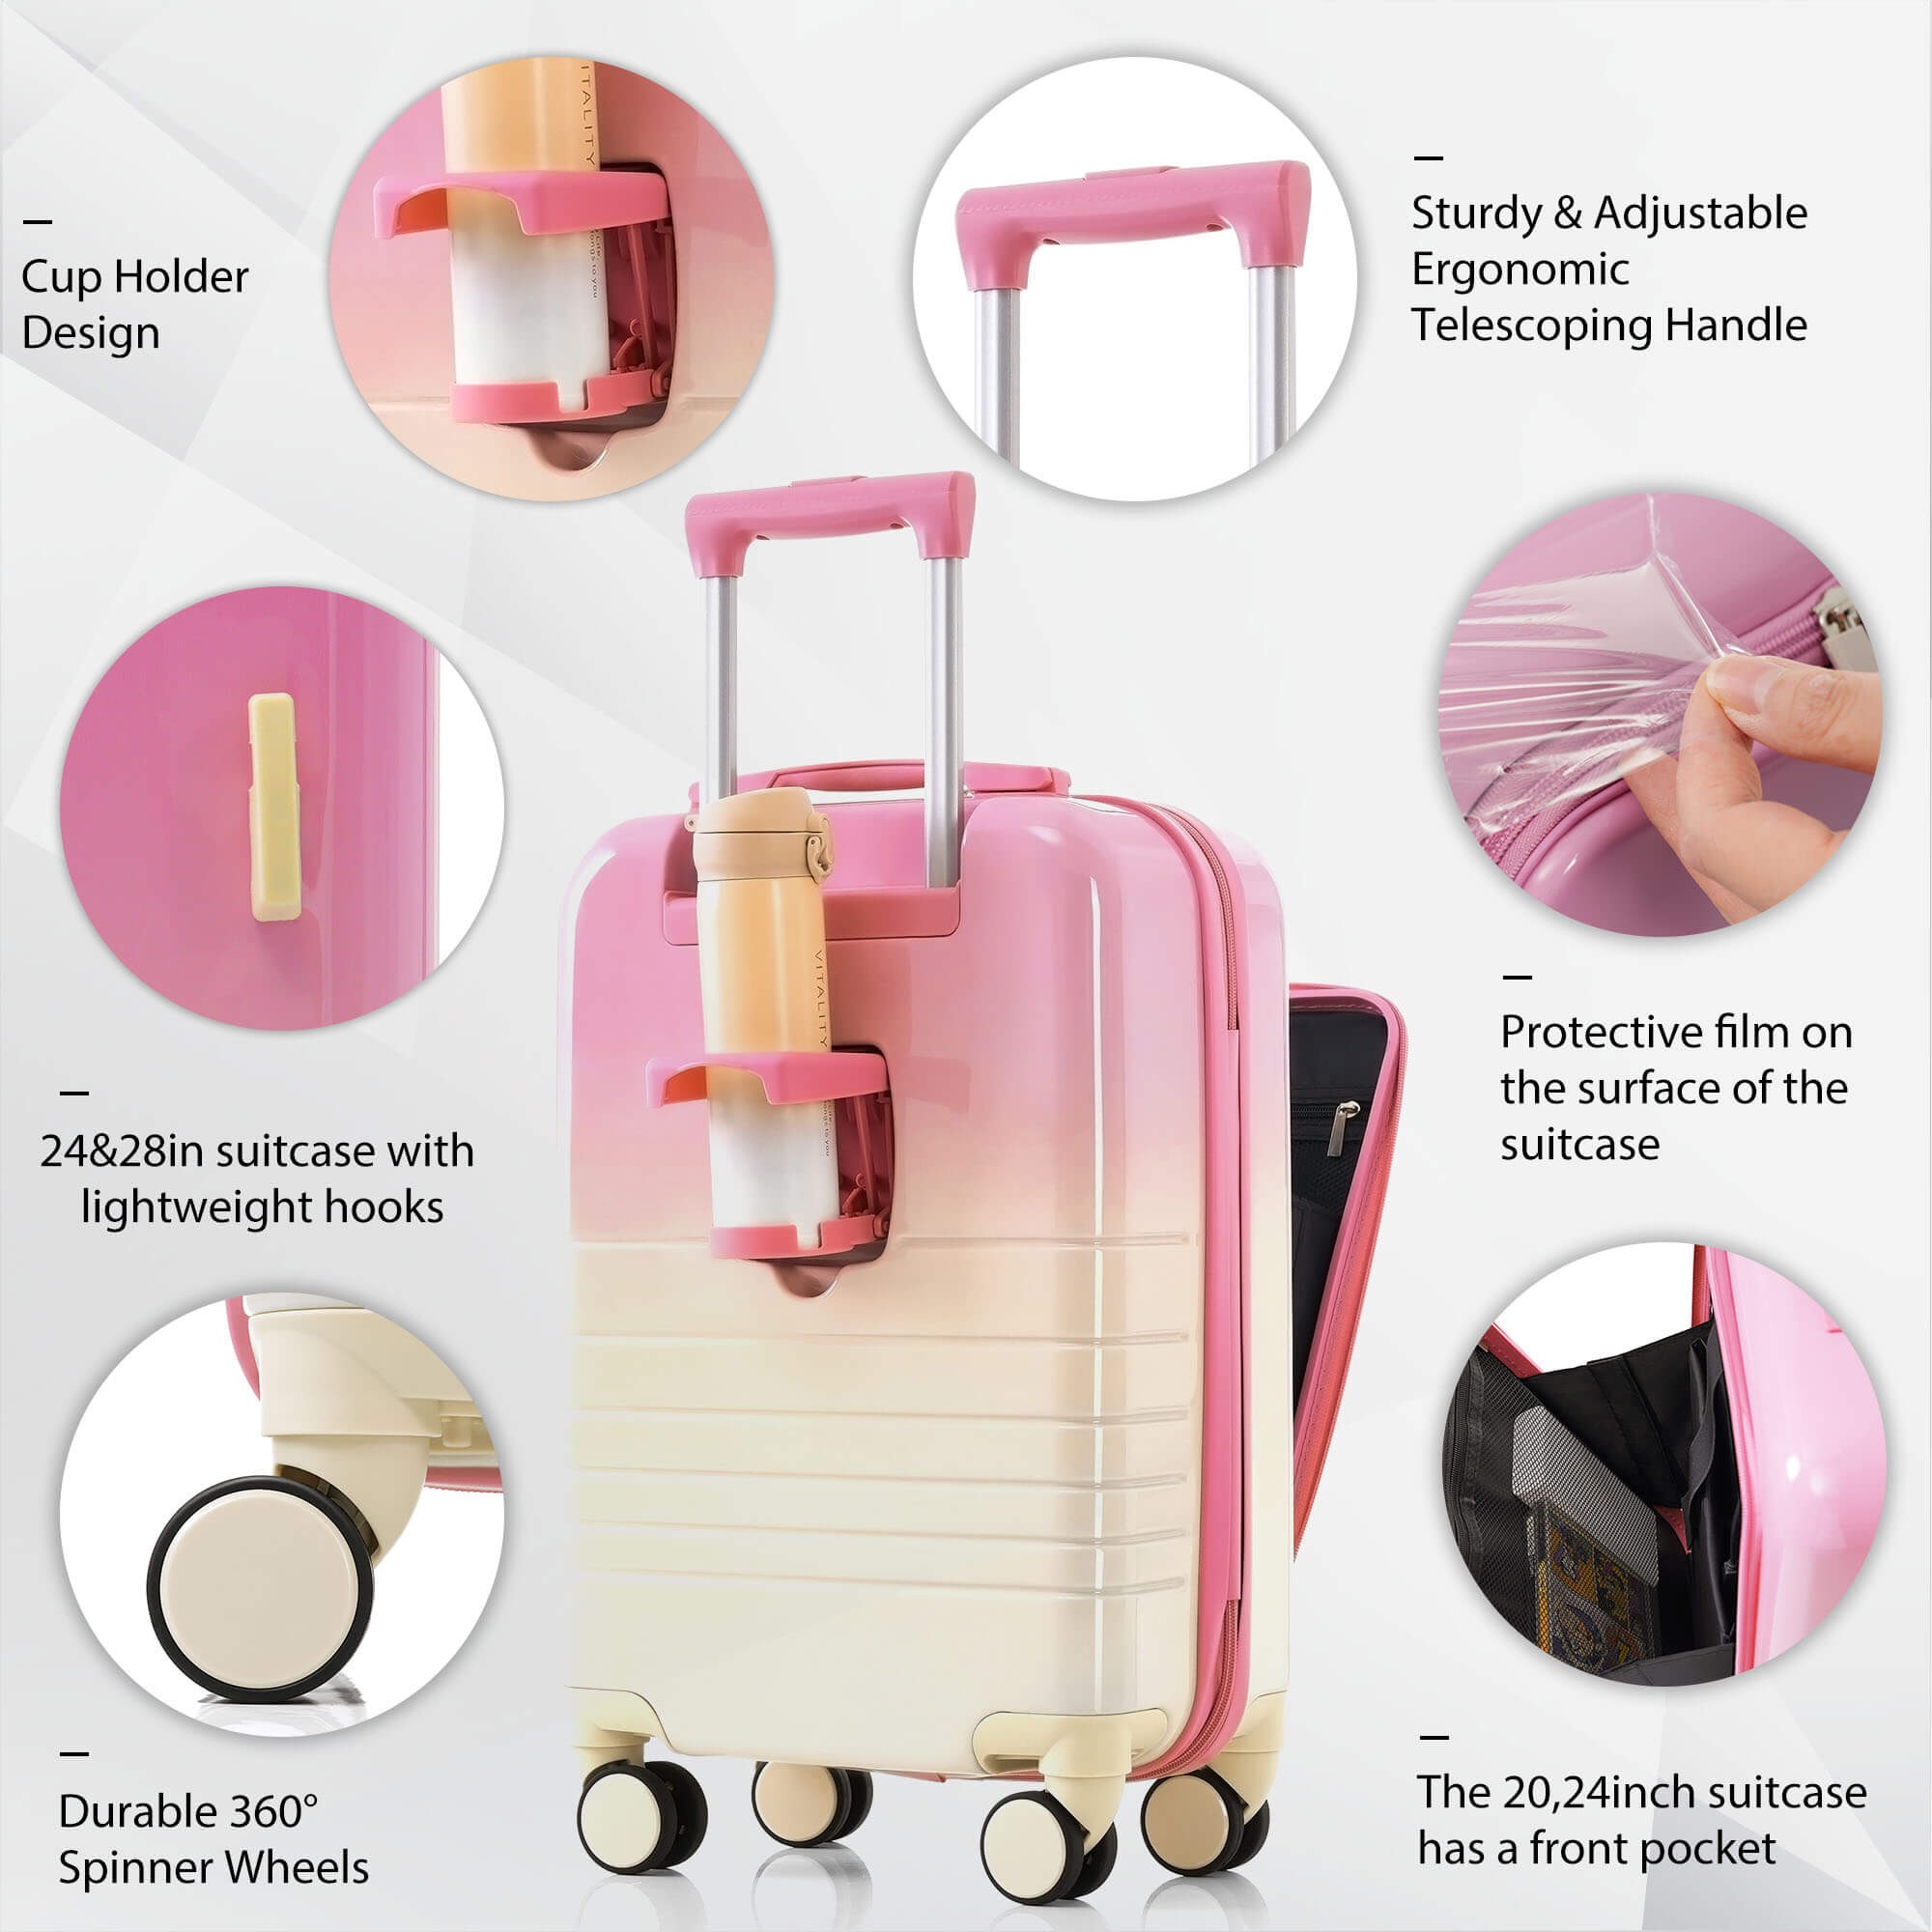 Cup Holder
Design
Sturdy & Adjustable
Ergonomic
Telescoping Handle
24&28in suitcase with
lightweight hooks
Protective film on
the surface of the
suitcase
Durable 360°
Spinner Wheels
The 20,24inch suitcase
has a front pocket
ITALITY
VITALITY